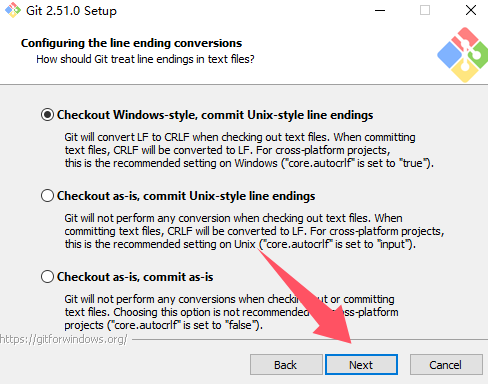 Git 2.51.0 Setup
Configuring the line ending conversions
How should Git treat line endings in text files?
Checkout Windows-style, commit Unix-style line endings
Git will convert LF to CRLF when checking out text files. When committing
text files, CRLF will be converted to LF. For cross-platform projects,
this is the recommended setting on Windows ("core.autocrlf" is set to "true").
Checkout as-is, commit Unix-style line endings
Git will not perform any conversion when checking out text files. When
committing text files, CRLF will be converted to LF. For cross-platform projects,
this is the recommended setting on Unix ("core.autocrlf" is set to "input").
Checkout as-is, commit as-is
Git will not perform any conversions when checking out or committing
text files. Choosing this option is not recommended cross-platform
projects ("core.autocrlf" is set to "false").
https://gitforwindows.org/
Back
Next
Cancel